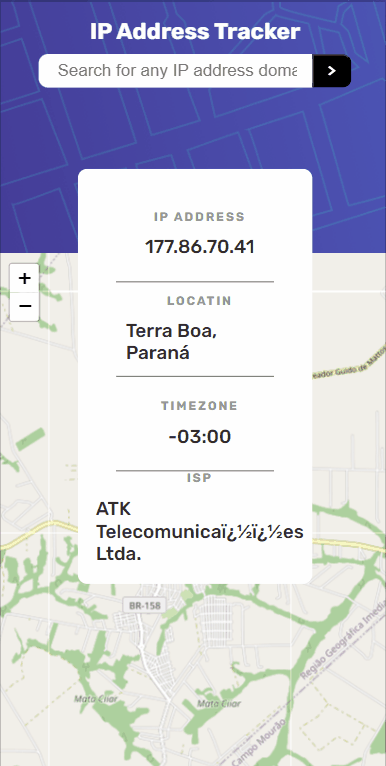 IP Address Tracker
Search for any IP address doma
>
IP ADDRESS
177.86.70.41
+
−
LOCATIN
Terra Boa,
Paraná
TIMEZONE
-03:00
ISP
ATK
Telecomunicaï¿½ï¿½es
Ltda.
eador Guido de Mattos
BR-158
Mata Ciliar
Mata Ciliar
Região Geográfica Imedia
Campo Mourão